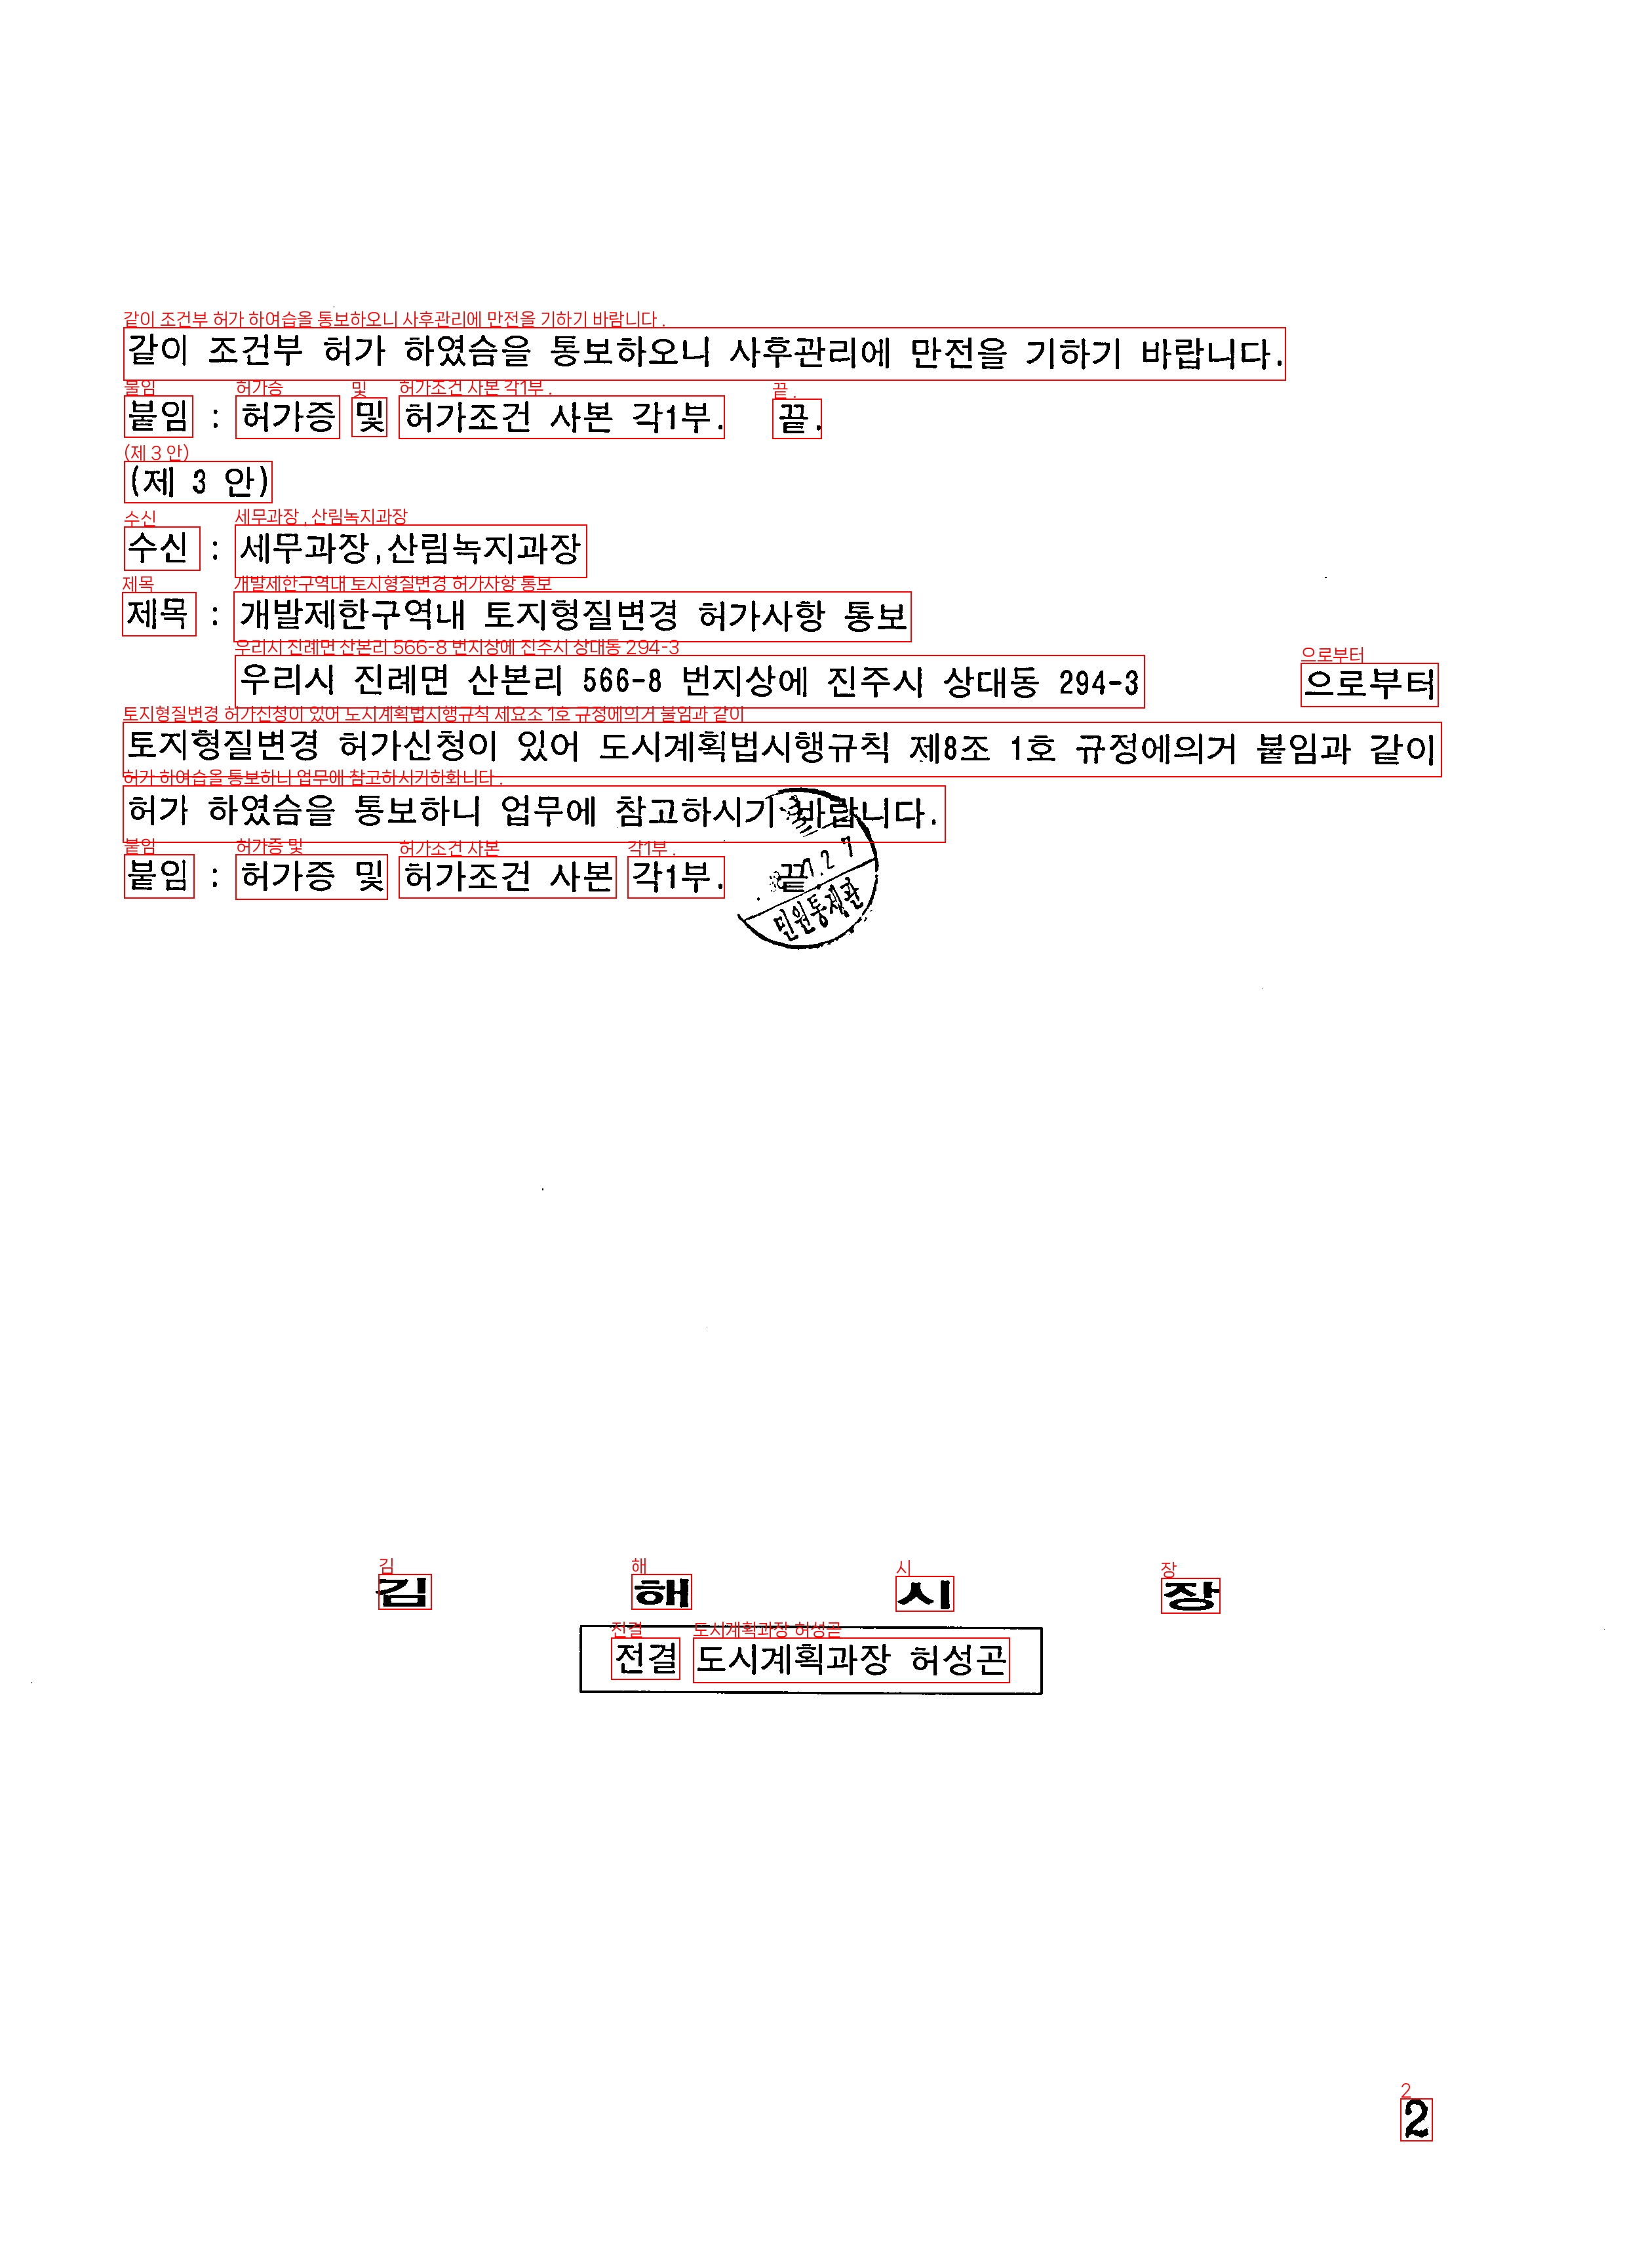 같이 조건부 허가 하여습올 통보하오니 사후관리에 만전올 기하기 바람니다 .
같이 조건부 허가 하였슴을 통보하오니 사후관리에 만전을 기하기 바랍니다.
불임 허가증 및 허가조건 사본 각1부 . 끝 .
붙임 : 허가증 및 허가조건 사본 각1부. 끝.
(제 3 안)
(제 3 안)
수신 세무과장 , 산림녹지과장
수신 : 세무과장,산림녹지과장
제목 개발제한구역내 토지형질변경 허가사항 통보
제목 : 개발제한구역내 토지형질변경 허가사항 통보
우리시 진례면 산본리 566-8 번지상에 진주시 상대동 294-3 으로부터
우리시 진례면 산본리 566-8 번지상에 진주시 상대동 294-3 으로부터
토지형질변경 허가신청이 있어 도시계획법시행규칙 제요조 1호 규정에의거 불임과 같이
토지형질변경 허가신청이 있어 도시계획법시행규칙 제8조 1호 규정에의거 붙임과 같이
허가 하여습올 통보하니 업무에 참고하시기하화니다 .
허가 하였슴을 통보하니 업무에 참고하시기 바랍니다.
붙임 허가증 및 허가조건 사본 각1부 .
붙임 : 허가증 및 허가조건 사본 각1부. 끝.
민원통제관
김 해 시 장
김 해 시 장
전결 도시계획과장 허성곤
전결 도시계획과장 허성곤
2
2